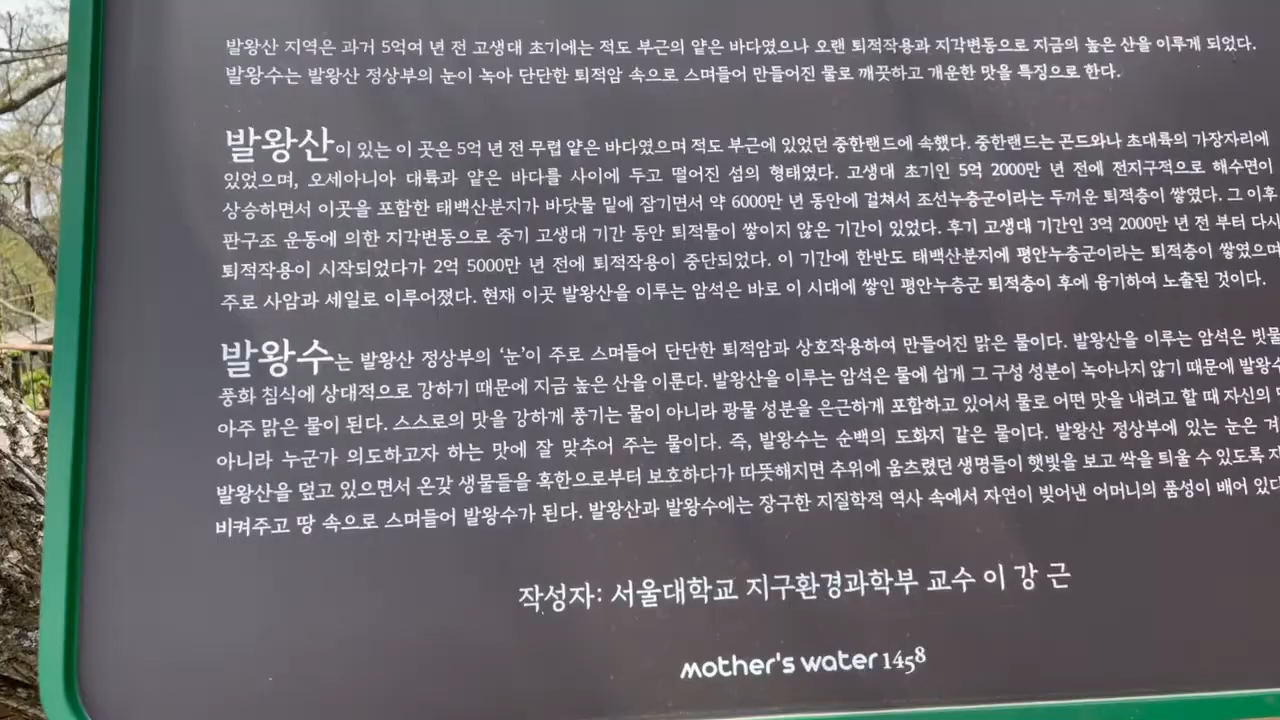 발왕산 지역은 과거 5억여 년 전 고생대 초기에는 적도 부근의 얕은 바다였으나 오랜 퇴적작용과 지각변동으로 지금의 높은 산을 이루게 되었다.
발왕수는 발왕산 정상부의 눈이 녹아 단단한 퇴적암 속으로 스며들어 만들어진 물로 깨끗하고 개운한 맛을 특징으로 한다.
발왕산이 있는 이 곳은 5억 년 전 무렵 얕은 바다였으며 적도 부근에 있었던 중한랜드에 속했다. 중한랜드는 곤드와나 초대륙의 가장자리에
있었으며, 오세아니아 대륙과 얕은 바다를 사이에 두고 떨어진 섬의 형태였다. 고생대 초기인 5억 2000만 년 전에 전지구적으로 해수면이
상승하면서 이곳을 포함한 태백산분지가 바닷물 밑에 잠기면서 약 6000만 년 동안에 걸쳐서 조선누층군이라는 두꺼운 퇴적층이 쌓였다. 그 이후
판구조 운동에 의한 지각변동으로 중기 고생대 기간 동안 퇴적물이 쌓이지 않은 기간이 있었다. 후기 고생대 기간인 3억 2000만 년 전 부터 다시
퇴적작용이 시작되었다가 2억 5000만 년 전에 퇴적작용이 중단되었다. 이 기간에 한반도 태백산분지에 평안누층군이라는 퇴적층이 쌓였으며
주로 사암과 세일로 이루어졌다. 현재 이곳 발왕산을 이루는 암석은 바로 이 시대에 쌓인 평안누층군 퇴적층이 후에 융기하여 노출된 것이다.
발왕수는 발왕산 정상부의 ‘눈’이 주로 스며들어 단단한 퇴적암과 상호작용하여 만들어진 맑은 물이다. 발왕산을 이루는 암석은 빗물
풍화 침식에 상대적으로 강하기 때문에 지금 높은 산을 이룬다. 발왕산을 이루는 암석은 물에 쉽게 그 구성 성분이 녹아나지 않기 때문에 발왕수
아주 맑은 물이 된다. 스스로의 맛을 강하게 풍기는 물이 아니라 광물 성분을 은근하게 포함하고 있어서 물로 어떤 맛을 내려고 할 때 자신의
아니라 누군가 의도하고자 하는 맛에 잘 맞추어 주는 물이다. 즉, 발왕수는 순백의 도화지 같은 물이다. 발왕산 정상부에 있는 눈은
발왕산을 덮고 있으면서 온갖 생물들을 혹한으로부터 보호하다가 따뜻해지면 추위에 움츠렸던 생명들이 햇빛을 보고 싹을 틔울 수 있도록
비켜주고 땅 속으로 스며들어 발왕수가 된다. 발왕산과 발왕수에는 장구한 지질학적 역사 속에서 자연이 빚어낸 어머니의 품성이 배어 있다
작성자: 서울대학교 지구환경과학부 교수 이 강 근
mother's water 1458